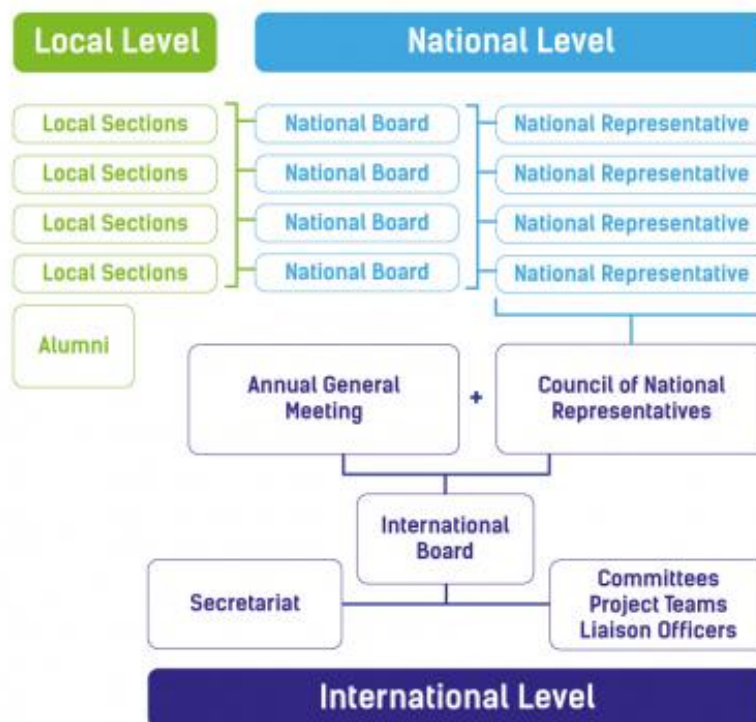 Local Level
National Level
Local Sections
National Board
National Representative
Local Sections
National Board
National Representative
Local Sections
National Board
National Representative
Local Sections
National Board
National Representative
Alumni
Annual General
Meeting
+
Council of National
Representatives
International
Board
Secretariat
Committees
Project Teams
Liaison Officers
International Level